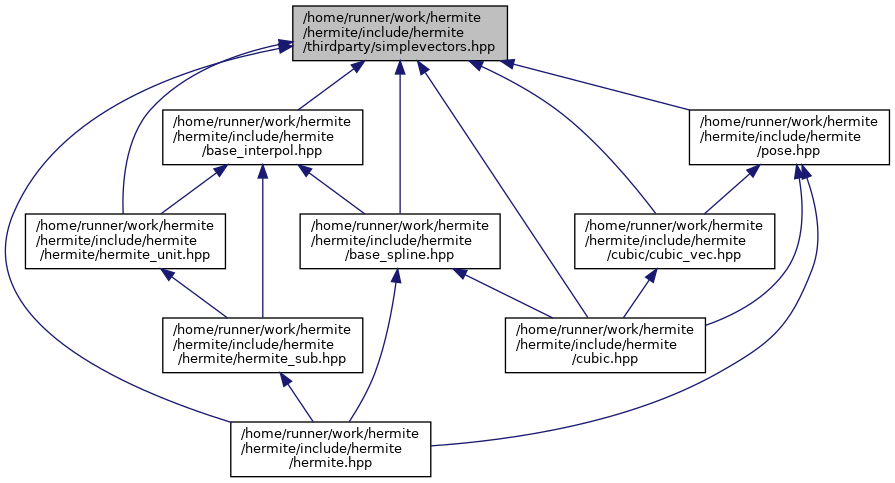 /home/runner/work/hermite
/hermite/include/hermite
/thirdparty/simplevectors.hpp
/home/runner/work/hermite
/hermite/include/hermite
/base_interpol.hpp
/home/runner/work/hermite
/hermite/include/hermite
/pose.hpp
/home/runner/work/hermite
/hermite/include/hermite
/hermite/hermite_unit.hpp
/home/runner/work/hermite
/hermite/include/hermite
/base_spline.hpp
/home/runner/work/hermite
/hermite/include/hermite
/cubic/cubic_vec.hpp
/home/runner/work/hermite
/hermite/include/hermite
/hermite/hermite_sub.hpp
/home/runner/work/hermite
/hermite/include/hermite
/cubic.hpp
/home/runner/work/hermite
/hermite/include/hermite
/hermite.hpp